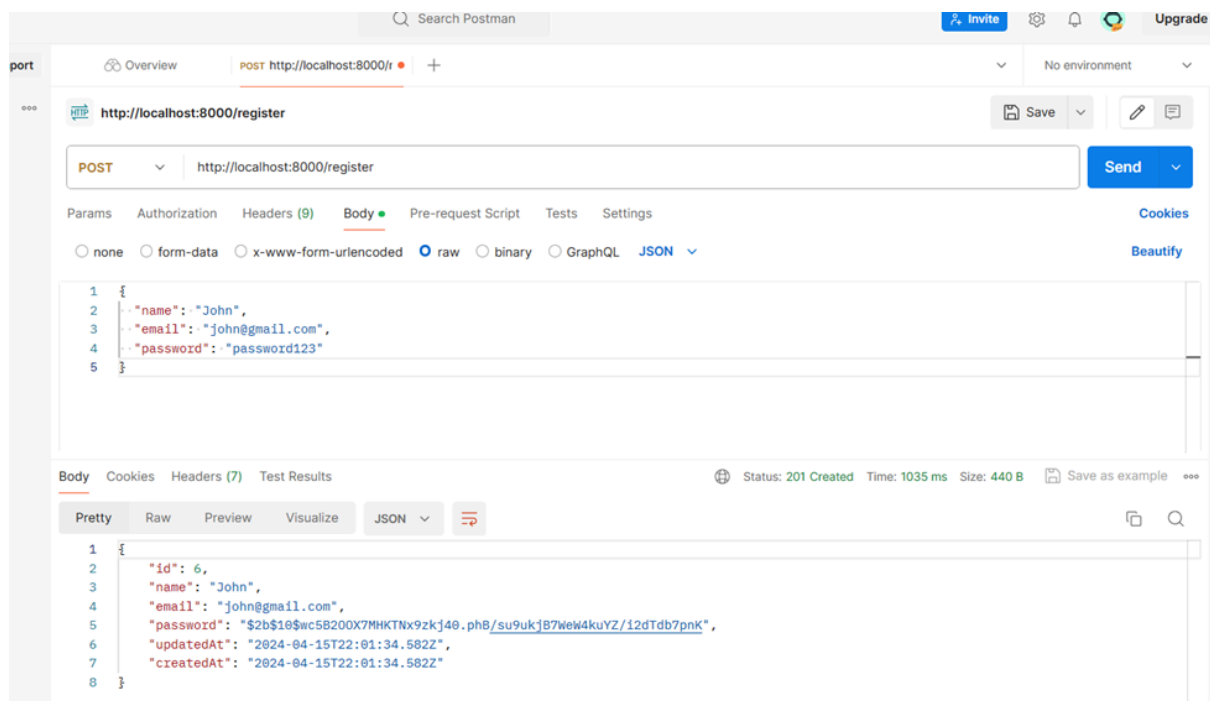 Search Postman
Invite
Upgrade
port
Overview
POST http://localhost:8000/r
No environment
HTTP http://localhost:8000/register
Save
POST http://localhost:8000/register
Send
Params Authorization Headers (9) Body Pre-request Script Tests Settings Cookies
none form-data x-www-form-urlencoded raw binary GraphQL JSON Beautify
1 {
2 "name": "John",
3 "email": "john@gmail.com",
4 "password": "password123"
5 }
Body Cookies Headers (7) Test Results Status: 201 Created Time: 1035 ms Size: 440 B Save as example
Pretty Raw Preview Visualize JSON
1 {
2 "id": 6,
3 "name": "John",
4 "email": "john@gmail.com",
5 "password": "$2b$10$wc5B2OOX7MHKTNx9zkj40.phB/su9ukjB7WeW4kuYZ/i2dTdb7pnK",
6 "updatedAt": "2024-04-15T22:01:34.582Z",
7 "createdAt": "2024-04-15T22:01:34.582Z"
8 }